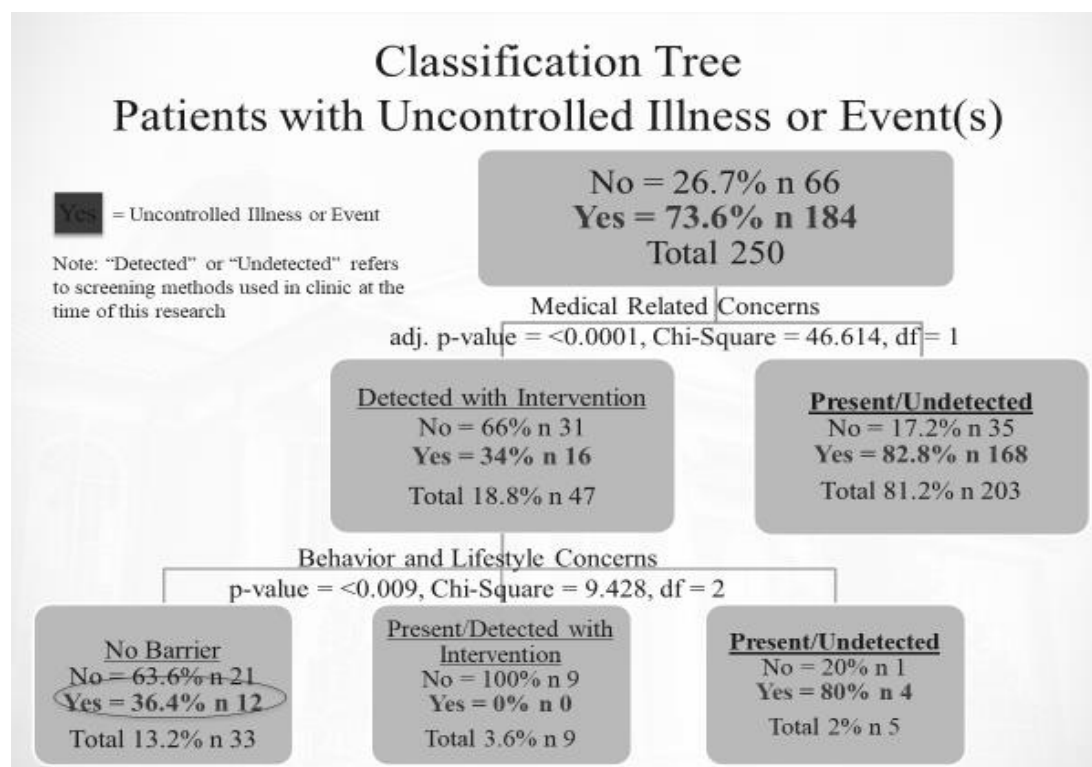 Classification Tree
Patients with Uncontrolled Illness or Event(s)
No = 26.7% n 66
Yes = 73.6% n 184
Total 250
Yes = Uncontrolled Illness or Event
Note: “Detected” or “Undetected” refers
to screening methods used in clinic at the
time of this research
Medical Related Concerns
adj. p-value = <0.0001, Chi-Square = 46.614, df = 1
Detected with Intervention
No = 66% n 31
Yes = 34% n 16
Total 18.8% n 47
Present/Undetected
No = 17.2% n 35
Yes = 82.8% n 168
Total 81.2% n 203
Behavior and Lifestyle Concerns
p-value = <0.009, Chi-Square = 9.428, df = 2
No Barrier
No = 63.6% n 21
Yes = 36.4% n 12
Total 13.2% n 33
Present/Detected with
Intervention
No = 100% n 9
Yes = 0% n 0
Total 3.6% n 9
Present/Undetected
No = 20% n 1
Yes = 80% n 4
Total 2% n 5